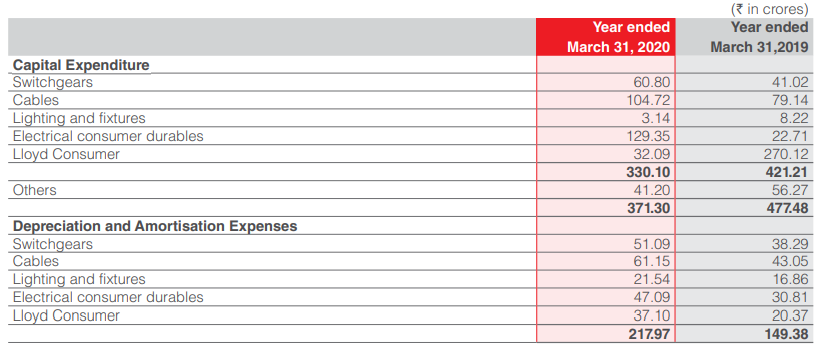 (₹ in crores)
Year ended Year ended
March 31, 2020 March 31,2019
Capital Expenditure
Switchgears 60.80 41.02
Cables 104.72 79.14
Lighting and fixtures 3.14 8.22
Electrical consumer durables 129.35 22.71
Lloyd Consumer 32.09 270.12
330.10 421.21
Others 41.20 56.27
371.30 477.48
Depreciation and Amortisation Expenses
Switchgears 51.09 38.29
Cables 61.15 43.05
Lighting and fixtures 21.54 16.86
Electrical consumer durables 47.09 30.81
Lloyd Consumer 37.10 20.37
217.97 149.38